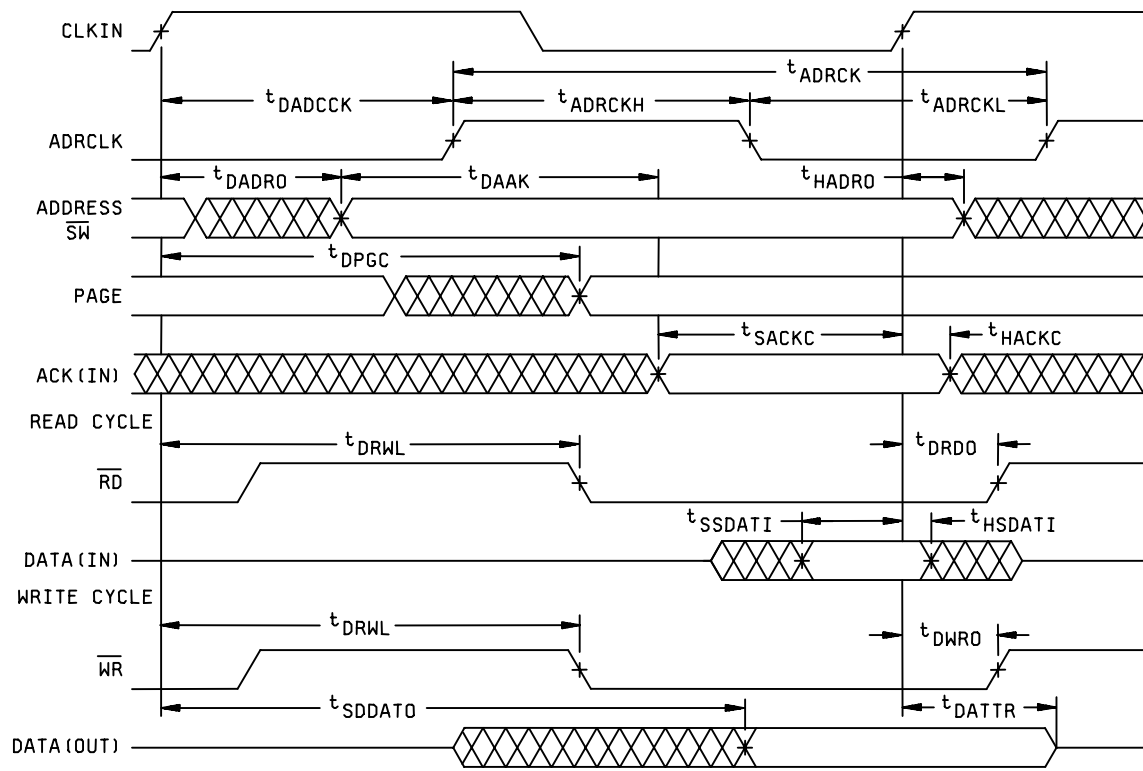 CLKIN
tADRCK
tDADCCK
tADRCKH
tADRCKL
ADRCLK
tDADRO
tDAAK
tHADRO
ADDRESS
SW
tDPGC
PAGE
tSACKC
tHACKC
ACK(IN)
READ CYCLE
tDRWL
tDRDO
RD
tSSDATI
tHSDATI
DATA(IN)
WRITE CYCLE
tDRWL
tDWRO
WR
tSDDATO
tDATTR
DATA(OUT)